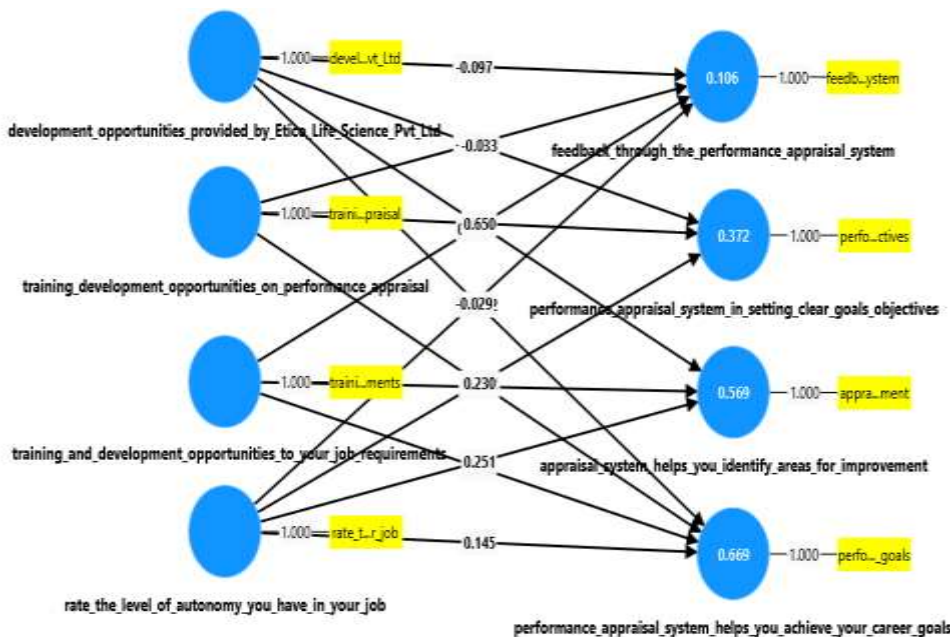 1.000 devel...vt_Ltd -0.097 0.106 1.000 feedb...ystem
development_opportunities_provided_by_Etica_Life_Science_Pvt_Ltd
-0.033
feedback_through_the_performance_appraisal_system
1.000 traini...praisal 0.650 0.372 1.000 perfo...ctives
training_development_opportunities_on_performance_appraisal
-0.029
performance_appraisal_system_in_setting_clear_goals_objectives
1.000 traini...ments 0.230 0.569 1.000 appra...ment
training_and_development_opportunities_to_your_job_requirements
0.251
appraisal_system_helps_you_identify_areas_for_improvement
1.000 rate_t...r_job 0.145 0.669 1.000 perfo..._goals
rate_the_level_of_autonomy_you_have_in_your_job
performance_appraisal_system_helps_you_achieve_your_career_goals